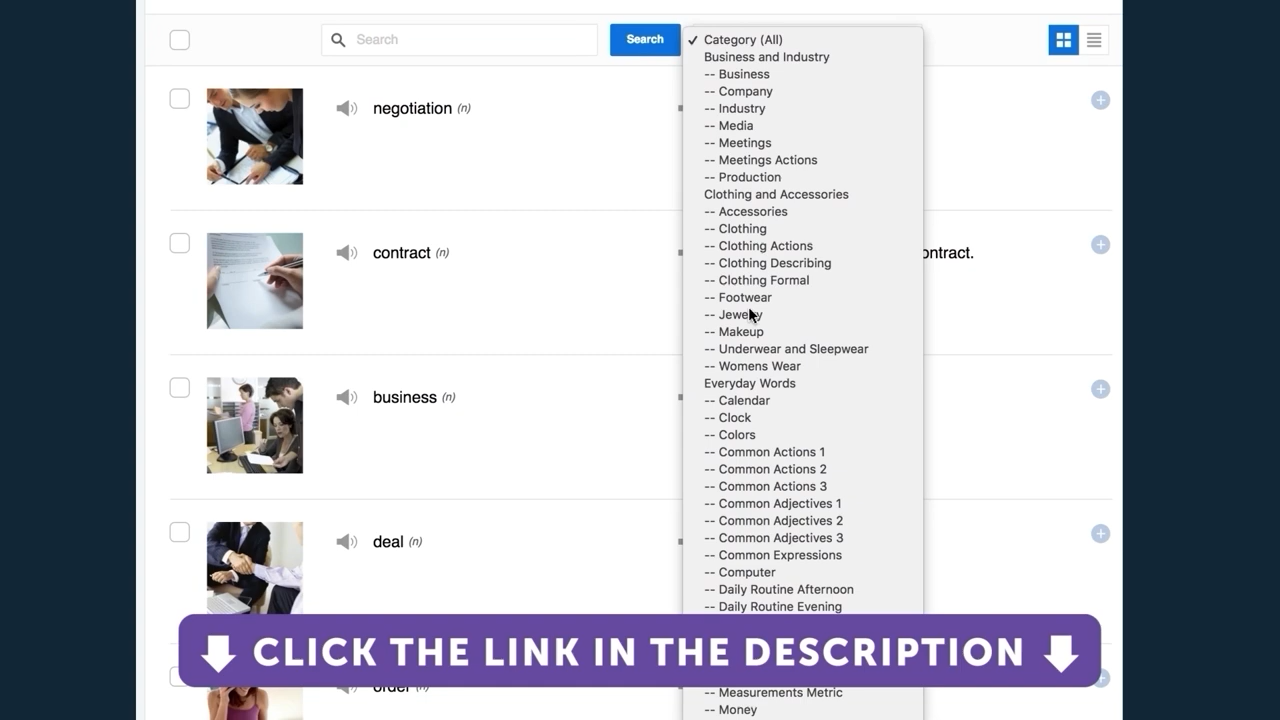 Search
Search
✓ Category (All)
Business and Industry
-- Business
-- Company
-- Industry
-- Media
-- Meetings
-- Meetings Actions
-- Production
Clothing and Accessories
-- Accessories
-- Clothing
-- Clothing Actions
-- Clothing Describing
-- Clothing Formal
-- Footwear
-- Jewelry
-- Makeup
-- Underwear and Sleepwear
-- Womens Wear
Everyday Words
-- Calendar
-- Clock
-- Colors
-- Common Actions 1
-- Common Actions 2
-- Common Actions 3
-- Common Adjectives 1
-- Common Adjectives 2
-- Common Adjectives 3
-- Common Expressions
-- Computer
-- Daily Routine Afternoon
-- Daily Routine Evening
-- Measurements Metric
-- Money
negotiation (n)
contract (n)
ontract.
business (n)
deal (n)
order (n)
CLICK THE LINK IN THE DESCRIPTION